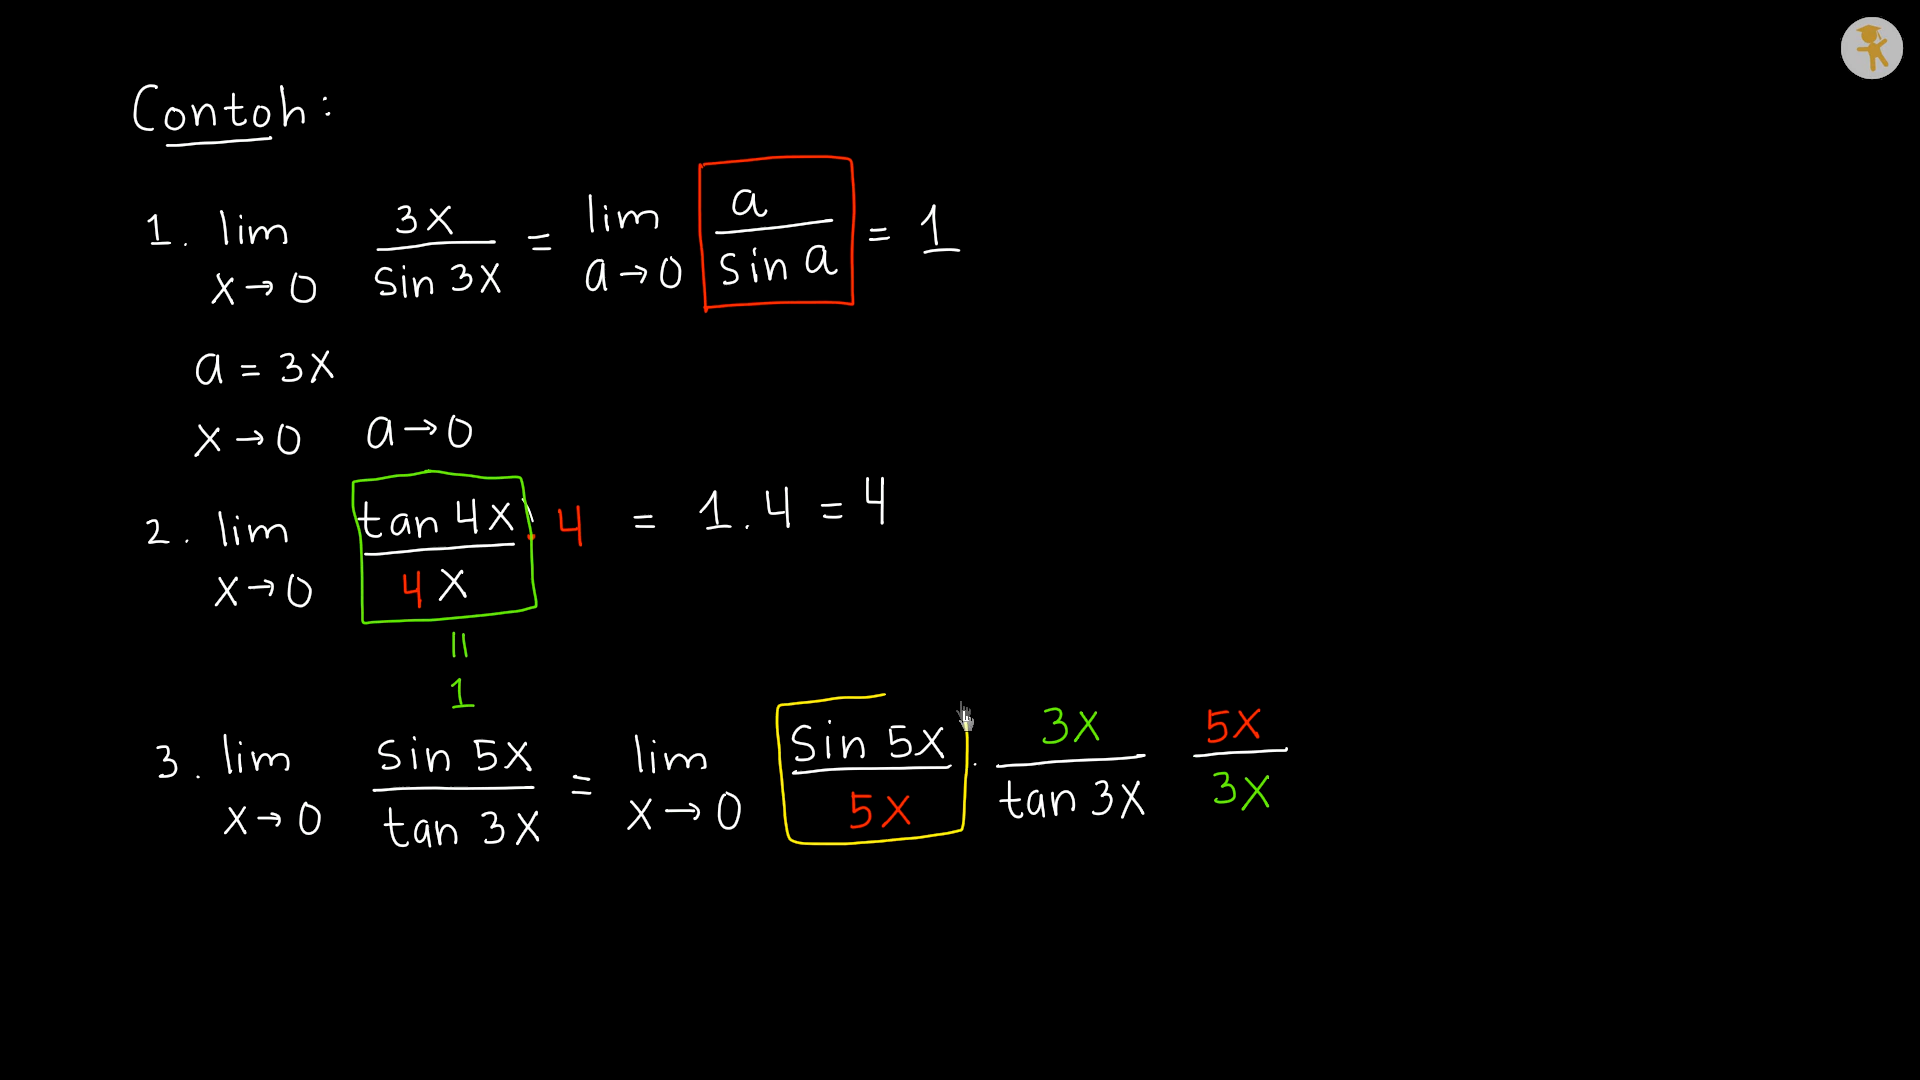 Contoh:
1. lim x→0 3x/sin 3x = lim a→0 a/sin a = 1
a = 3x
x→0 a→0
2. lim x→0 tan 4x/4x . 4 = 1 . 4 = 4
=
1
3. lim x→0 sin 5x/tan 3x = lim x→0 sin 5x/5x . 3x/tan 3x 5x/3x